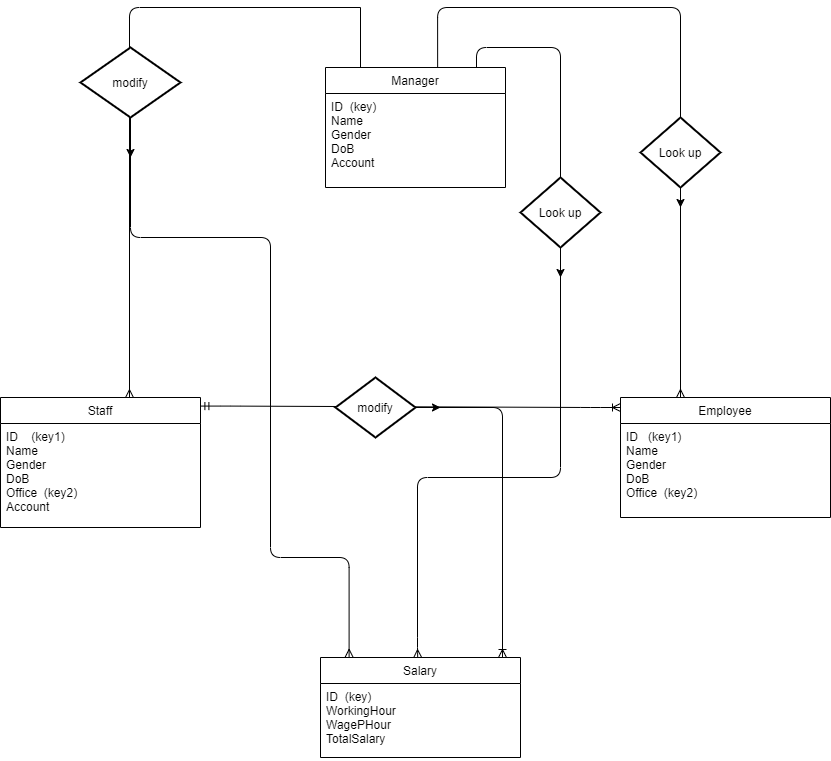 modify
Manager
ID (key)
Name
Gender
DoB
Account
Look up
Look up
Staff
ID (key1)
Name
Gender
DoB
Office (key2)
Account
modify
Employee
ID (key1)
Name
Gender
DoB
Office (key2)
Salary
ID (key)
WorkingHour
WagePHour
TotalSalary